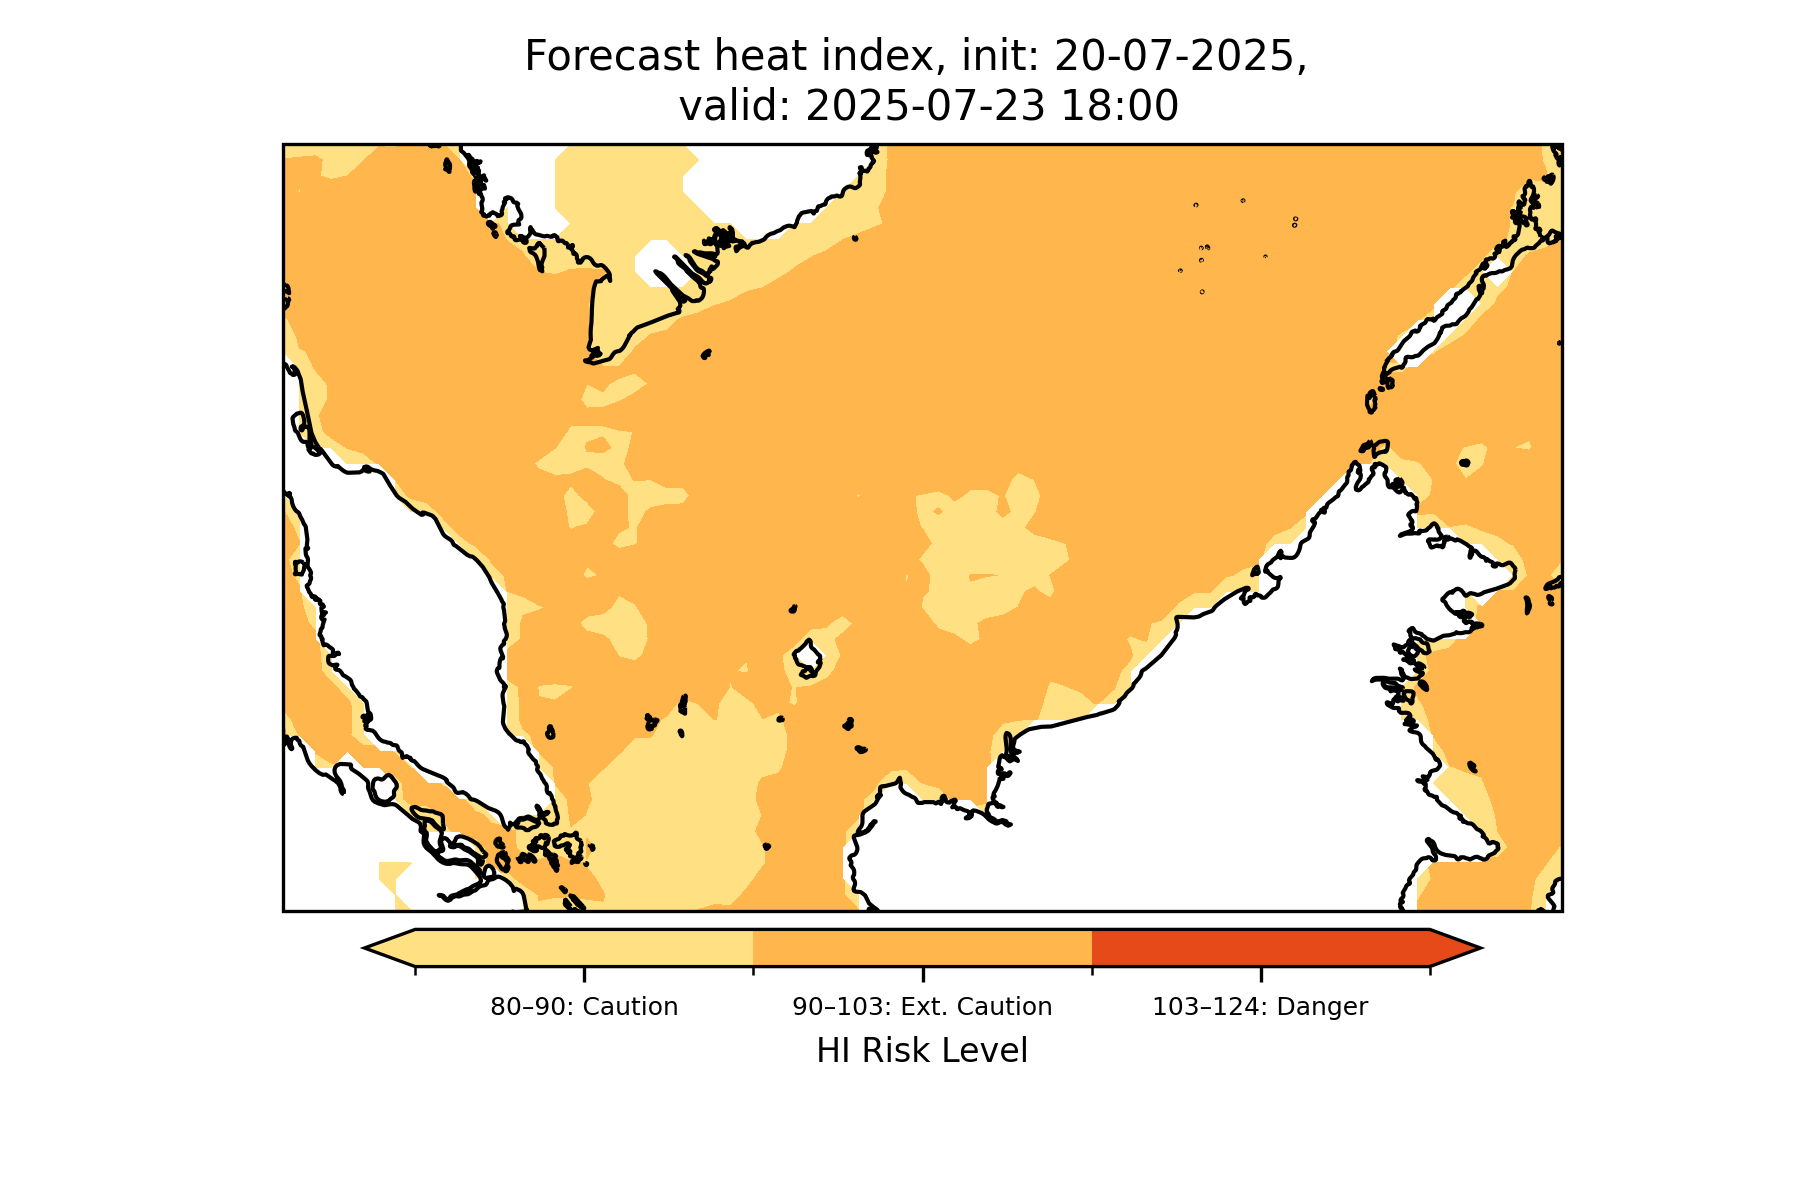 Forecast heat index, init: 20-07-2025,
valid: 2025-07-23 18:00
80–90: Caution
90–103: Ext. Caution
103–124: Danger
HI Risk Level